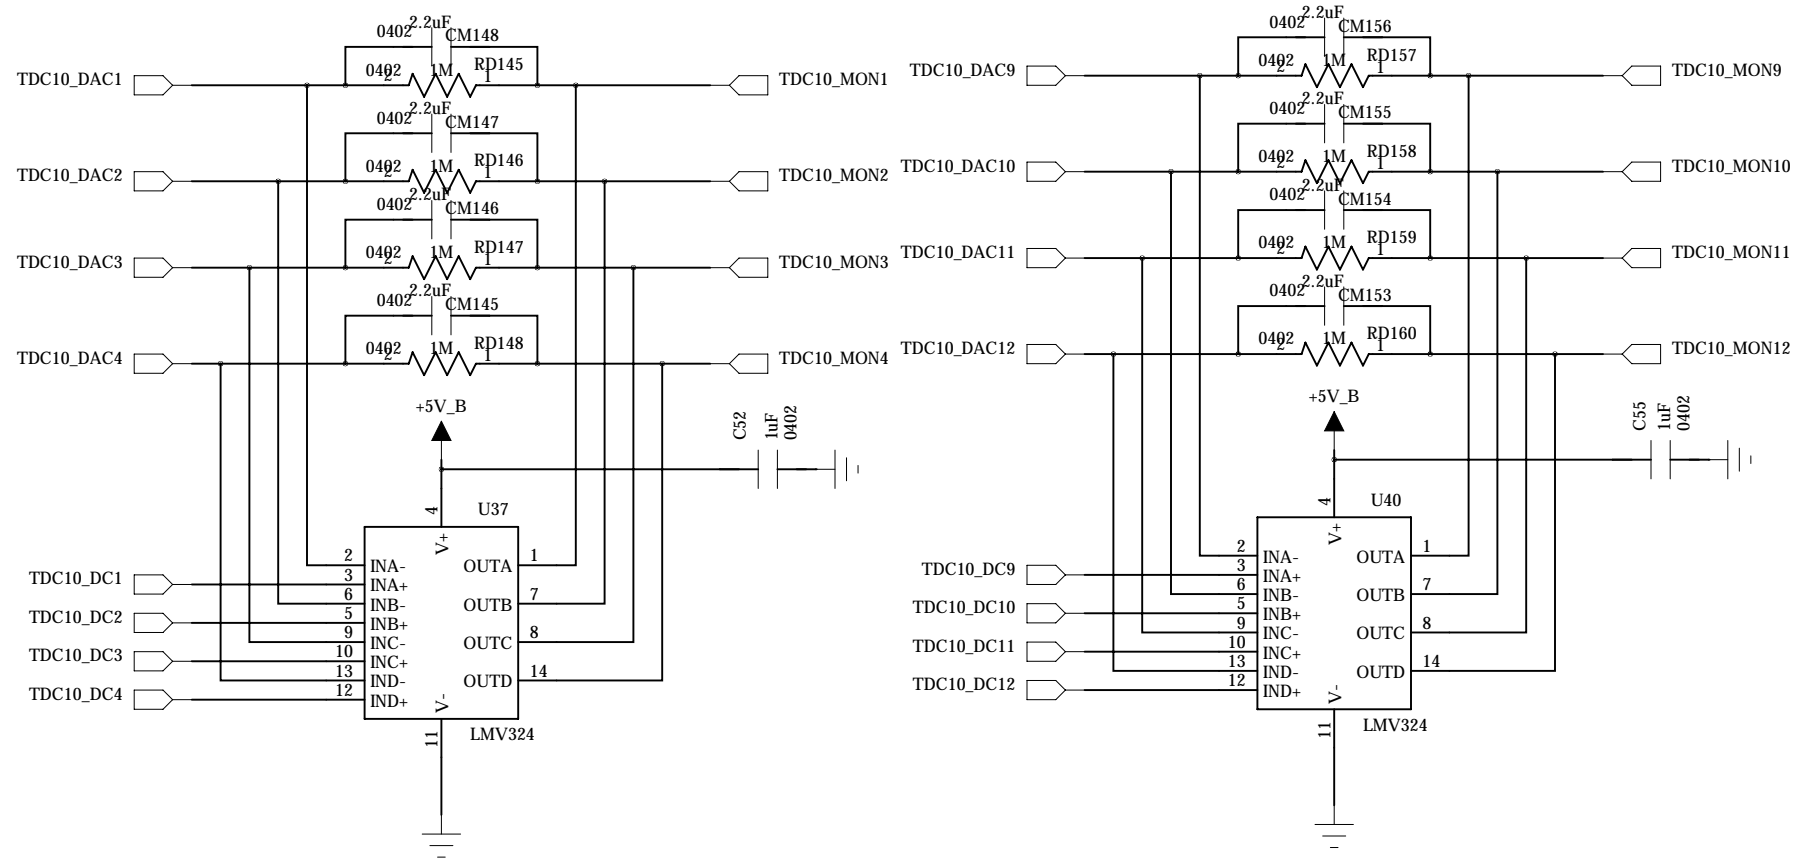 2.2uF
0402 CM148
TDC10_DAC1 0402 2 1M RD145 1 TDC10_MON1
2.2uF
0402 CM147
TDC10_DAC2 0402 2 1M RD146 1 TDC10_MON2
2.2uF
0402 CM146
TDC10_DAC3 0402 2 1M RD147 1 TDC10_MON3
2.2uF
0402 CM145
TDC10_DAC4 0402 2 1M RD148 1 TDC10_MON4
+5V_B
C52
1uF
0402
4 U37
V+
2 INA- OUTA 1
TDC10_DC1 3 INA+
6 INB- OUTB 7
TDC10_DC2 5 INB+
9 INC- OUTC 8
TDC10_DC3 10 INC+
13 IND- OUTD 14
TDC10_DC4 12 IND+
V-
11 LMV324
2.2uF
0402 CM156
TDC10_DAC9 0402 2 1M RD157 1 TDC10_MON9
2.2uF
0402 CM155
TDC10_DAC10 0402 2 1M RD158 1 TDC10_MON10
2.2uF
0402 CM154
TDC10_DAC11 0402 2 1M RD159 1 TDC10_MON11
2.2uF
0402 CM153
TDC10_DAC12 0402 2 1M RD160 1 TDC10_MON12
+5V_B
C55
1uF
0402
4 U40
V+
2 INA- OUTA 1
TDC10_DC9 3 INA+
6 INB- OUTB 7
TDC10_DC10 5 INB+
9 INC- OUTC 8
TDC10_DC11 10 INC+
13 IND- OUTD 14
TDC10_DC12 12 IND+
V-
11 LMV324